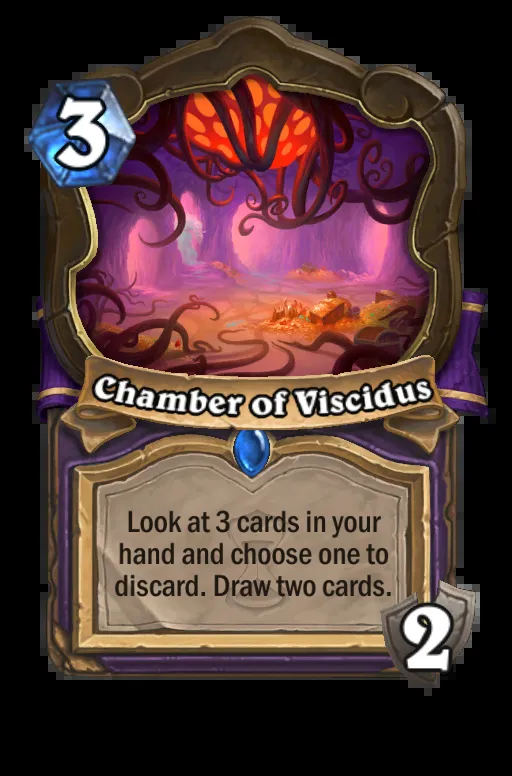 3
Chamber of Viscidus
Look at 3 cards in your
hand and choose one to
discard. Draw two cards.
2